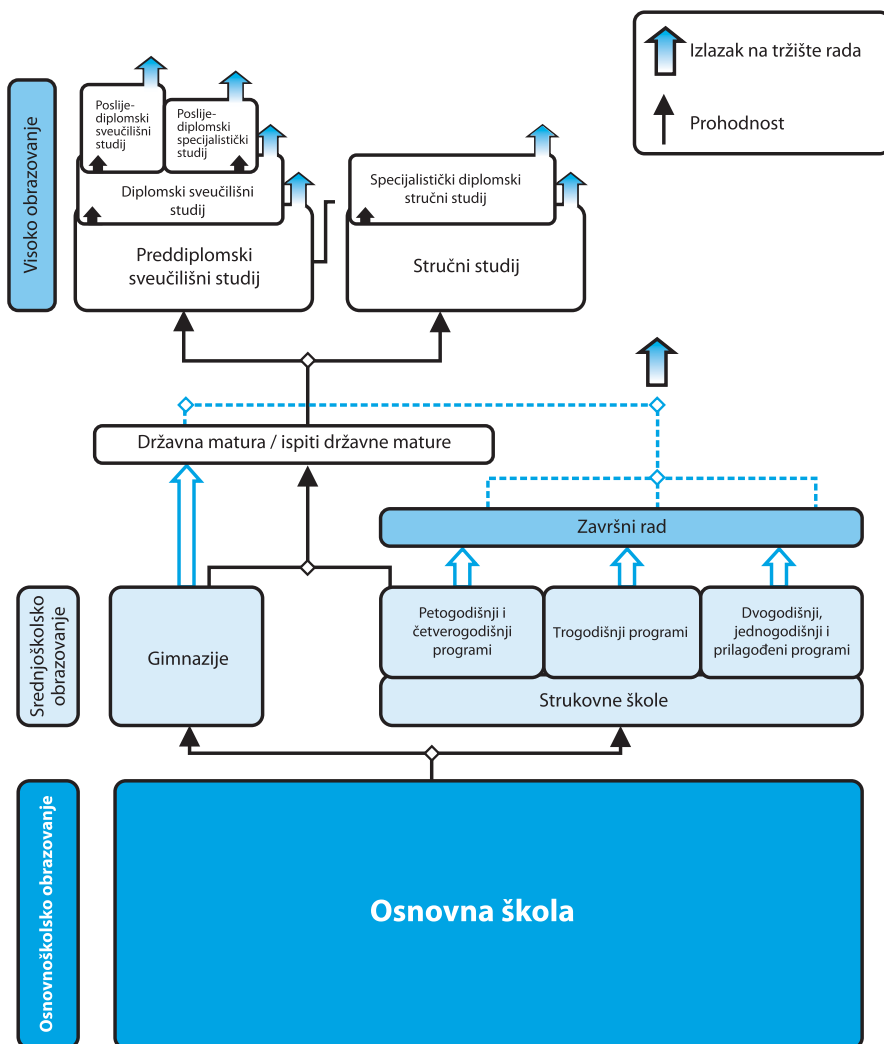 Izlazak na tržište rada
Prohodnost
Visoko obrazovanje
Poslije-
diplomski
sveučilišni
studij
Poslije-
diplomski
specijalistički
studij
Diplomski sveučilišni
studij
Preddiplomski
sveučilišni studij
Specijalistički diplomski
stručni studij
Stručni studij
Državna matura / ispiti državne mature
Završni rad
Srednjoškolsko
obrazovanje
Gimnazije
Petogodišnji i
četverogodišnji
programi
Trogodišnji programi
Dvogodišnji,
jednogodišnji i
prilagođeni programi
Strukovne škole
Osnovnoškolsko obrazovanje
Osnovna škola